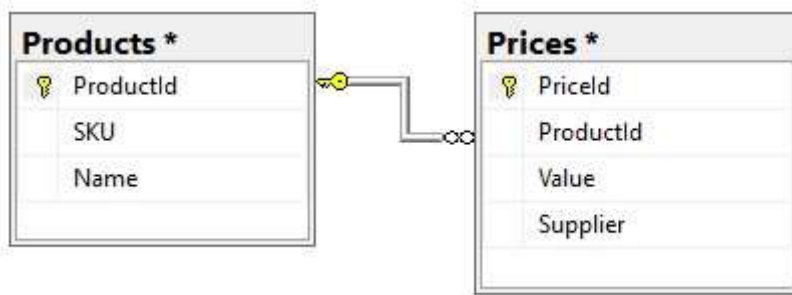 Products *
ProductId
SKU
Name
Prices *
PriceId
ProductId
Value
Supplier